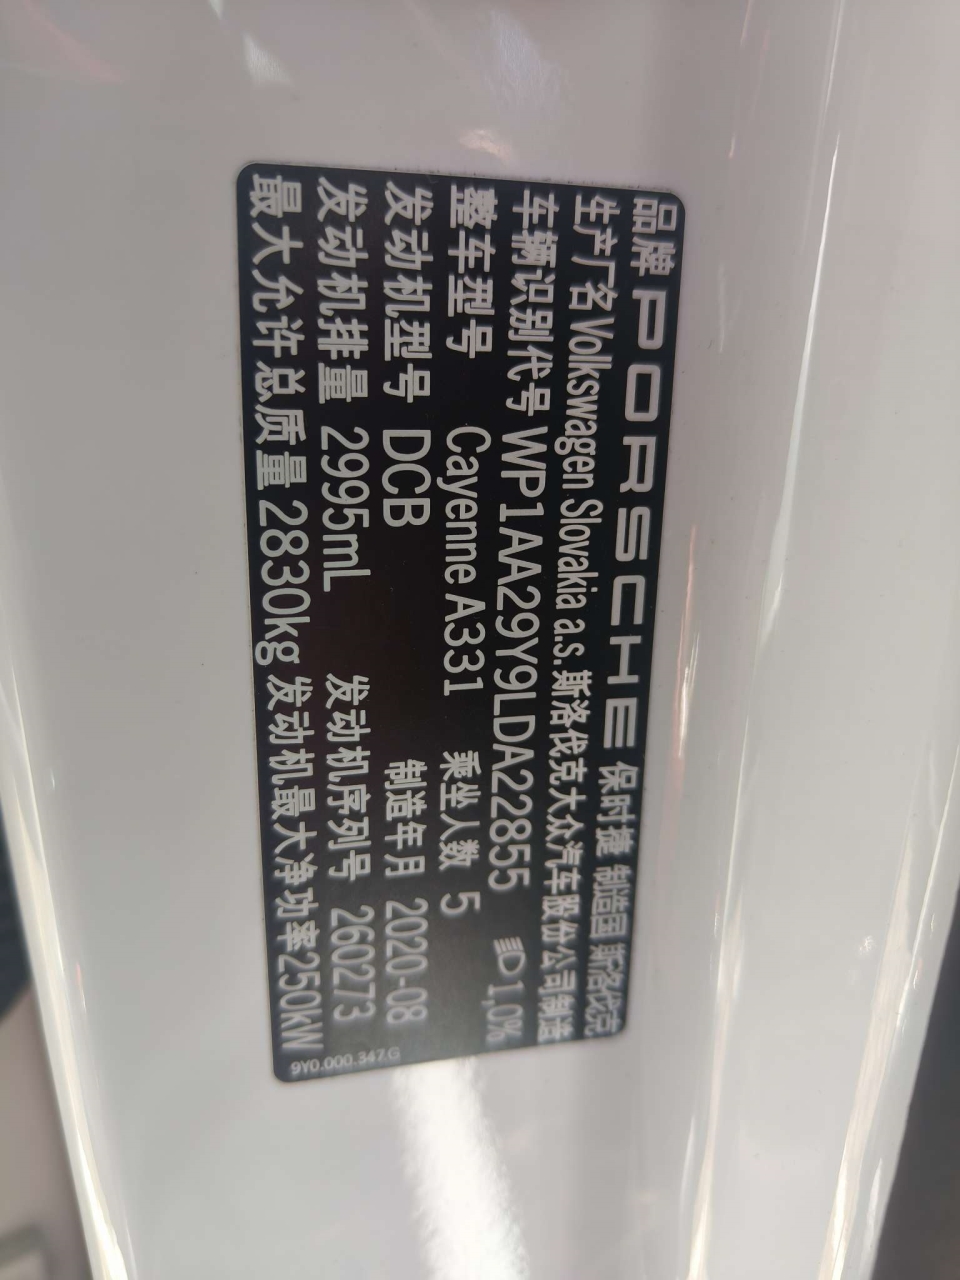 品牌 PORSCHE 保时捷 制造国 斯洛伐克
生产厂名 Volkswagen Slovakia a.s. 斯洛伐克大众汽车股份公司制造
车辆识别代号 WP1AA29Y9LDA22855 1,0%
整车型号 Cayenne A331 乘坐人数 5
发动机型号 DCB 制造年月 2020-08
发动机排量 2995mL 发动机序列号 260273
最大允许总质量 2830kg 发动机最大净功率 250kW
9Y0.000.347.G